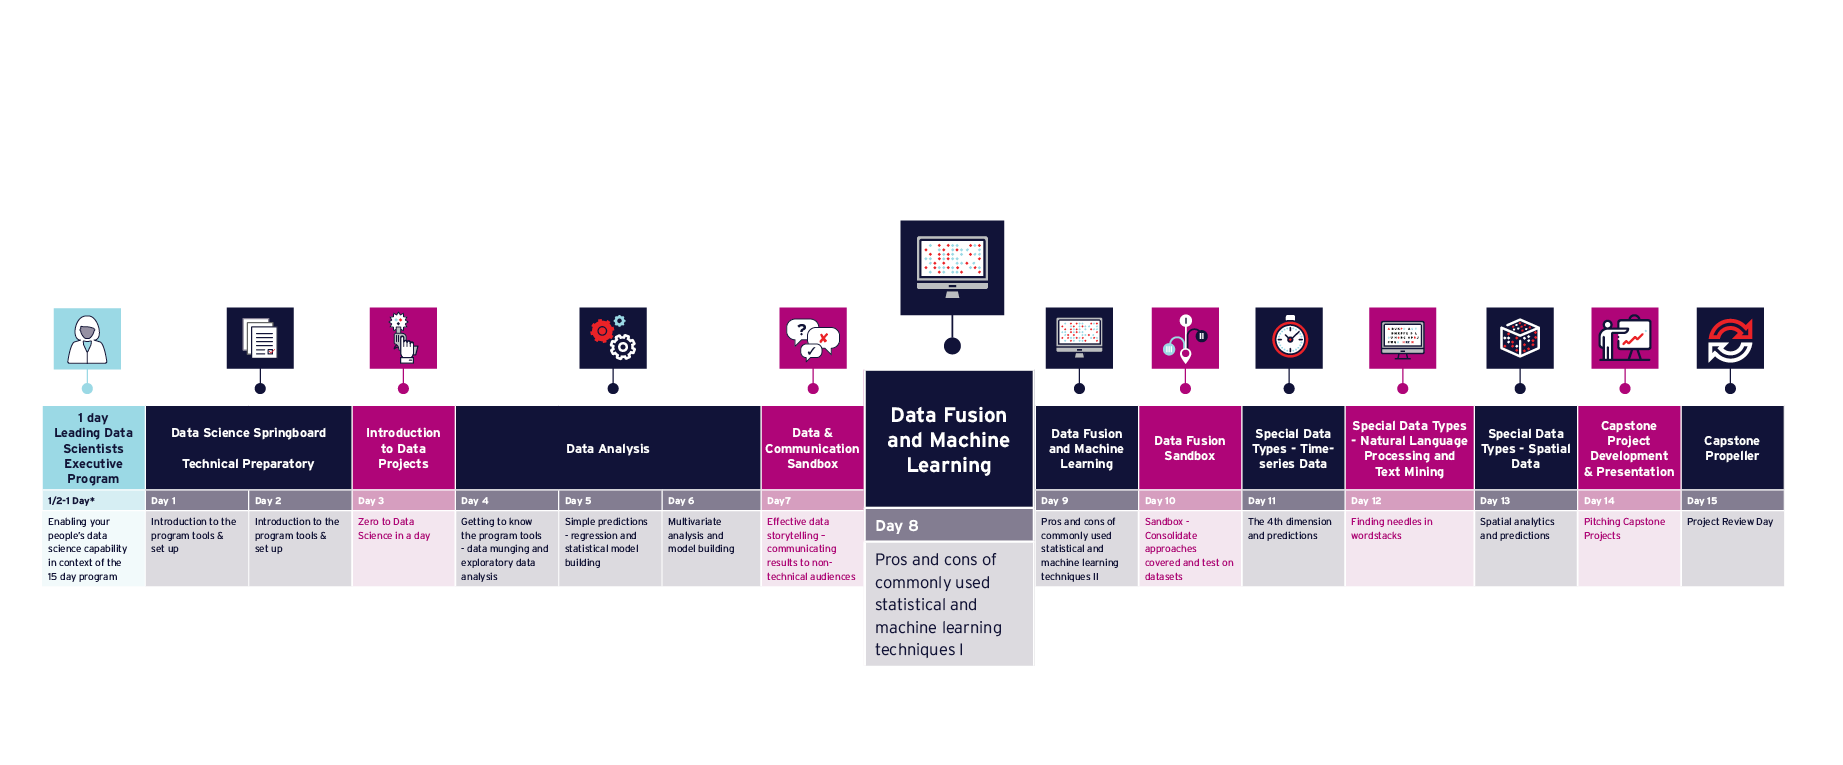 1 day
Leading Data
Scientists
Executive
Program
Data Science Springboard
Technical Preparatory
Introduction
to Data
Projects
Data Analysis
Data &
Communication
Sandbox
Data Fusion
and Machine
Learning
Data Fusion
and Machine
Learning
Data Fusion
Sandbox
Special Data
Types - Time-
series Data
Special Data Types
- Natural Language
Processing and
Text Mining
Special Data
Types - Spatial
Data
Capstone
Project
Development
& Presentation
Capstone
Propeller
1/2-1 Day*
Day 1
Day 2
Day 3
Day 4
Day 5
Day 6
Day7
Day 8
Day 9
Day 10
Day 11
Day 12
Day 13
Day 14
Day 15
Enabling your
people's data
science capability
in context of the
15 day program
Introduction to the
program tools &
set up
Introduction to the
program tools &
set up
Zero to Data
Science in a day
Getting to know
the program tools
- data munging and
exploratory data
analysis
Simple predictions
- regression and
statistical model
building
Multivariate
analysis and
model building
Effective data
storytelling –
communicating
results to non-
technical audiences
Pros and cons of
commonly used
statistical and
machine learning
techniques I
Pros and cons of
commonly used
statistical and
machine learning
techniques II
Sandbox -
Consolidate
approaches
covered and test on
datasets
The 4th dimension
and predictions
Finding needles in
wordstacks
Spatial analytics
and predictions
Pitching Capstone
Projects
Project Review Day